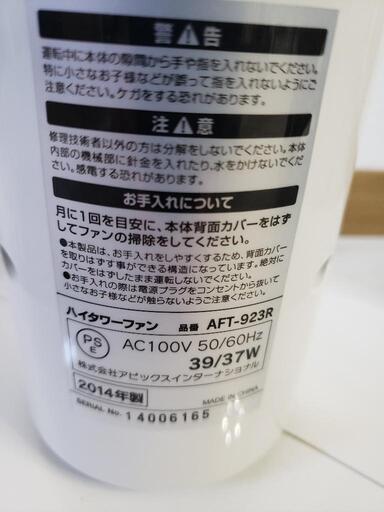 警⚠告
運転中に本体の隙間から手や指を入れないでください。
特に小さなお子様などが誤って指を入れないようにご
注意ください。ケガをする恐れがあります。
注⚠意
修理技術者以外の方は分解をしないでください。本体
内部の機械部に針金を入れたり、水をかけないでくだ
さい。感電する恐れがあります。
お手入れについて
月に1回を目安に、本体背面カバーをはず
してファンの掃除をしてください。
●本製品は、お手入れをしやすくするため、背面カバー
を取りはずす事ができる構造になっています。絶対に
カバーをはずしたまま運転しないでください。
●お手入れの際は電源プラグをコンセントから抜いて
小さなお子様などが触らないようご注意ください。
ハイタワーファン 品番 AFT-923R
PSE AC100V 50/60Hz
39/37W
株式会社アピックスインターナショナル
2014年製 MADE IN CHINA
SERIAL No. 14006165